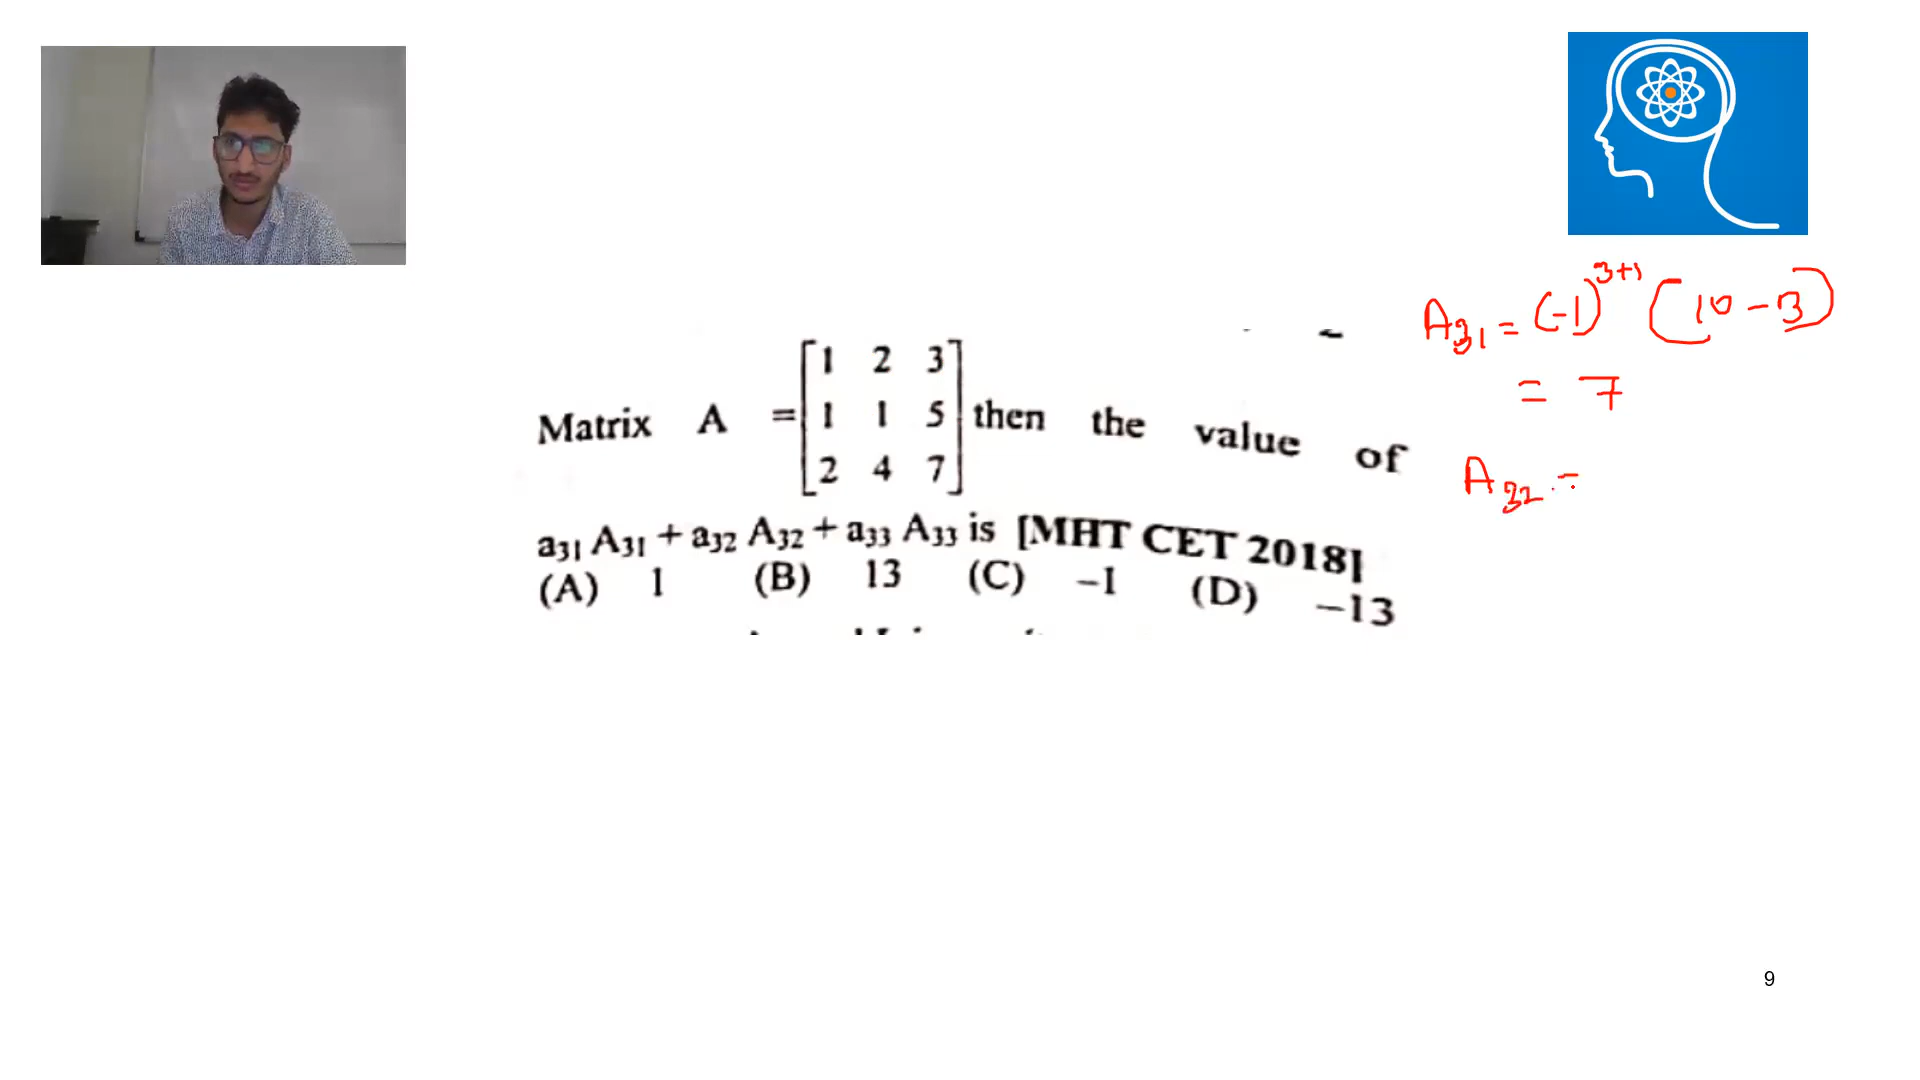 A31 = (-1)^3+1 (10 - 3)
= 7
Matrix A = [1 2 3
1 1 5
2 4 7] then the value of
A32 =
a31 A31 + a32 A32 + a33 A33 is [MHT CET 2018]
(A) 1 (B) 13 (C) -1 (D) -13
9